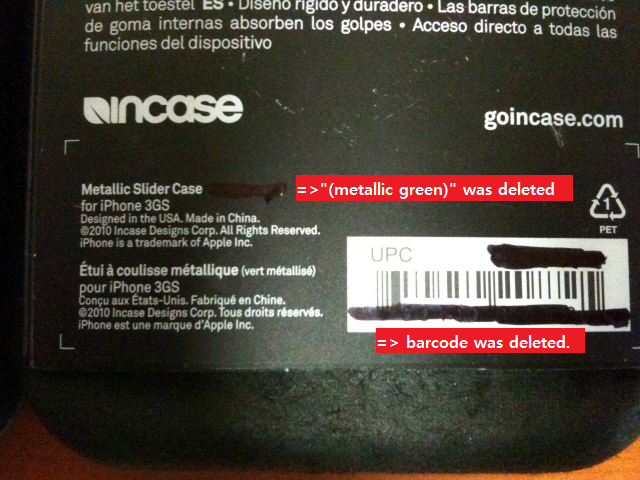 van het toestel ES • Diseño rígido y duradero • Las barras de protección
de goma internas absorben los golpes • Acceso directo a todas las
funciones del dispositivo
incase
goincase.com
Metallic Slider Case
=>"(metallic green)" was deleted
for iPhone 3GS
Designed in the USA. Made in China.
©2010 Incase Designs Corp. All Rights Reserved.
iPhone is a trademark of Apple Inc.
1
PET
UPC
Étui à coulisse métallique (vert métallisé)
pour iPhone 3GS
Conçu aux États-Unis. Fabriqué en Chine.
©2010 Incase Designs Corp. Tous droits réservés.
iPhone est une marque d'Apple Inc.
=> barcode was deleted.